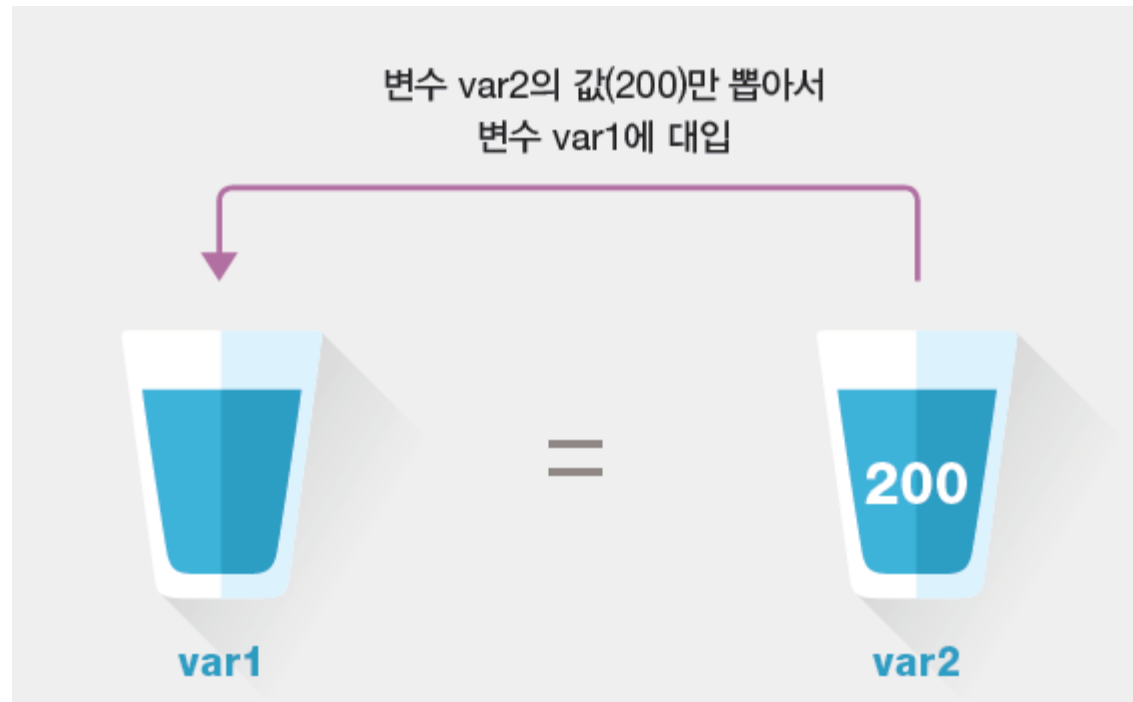 변수 var2의 값(200)만 뽑아서
변수 var1에 대입
=
200
var1
var2